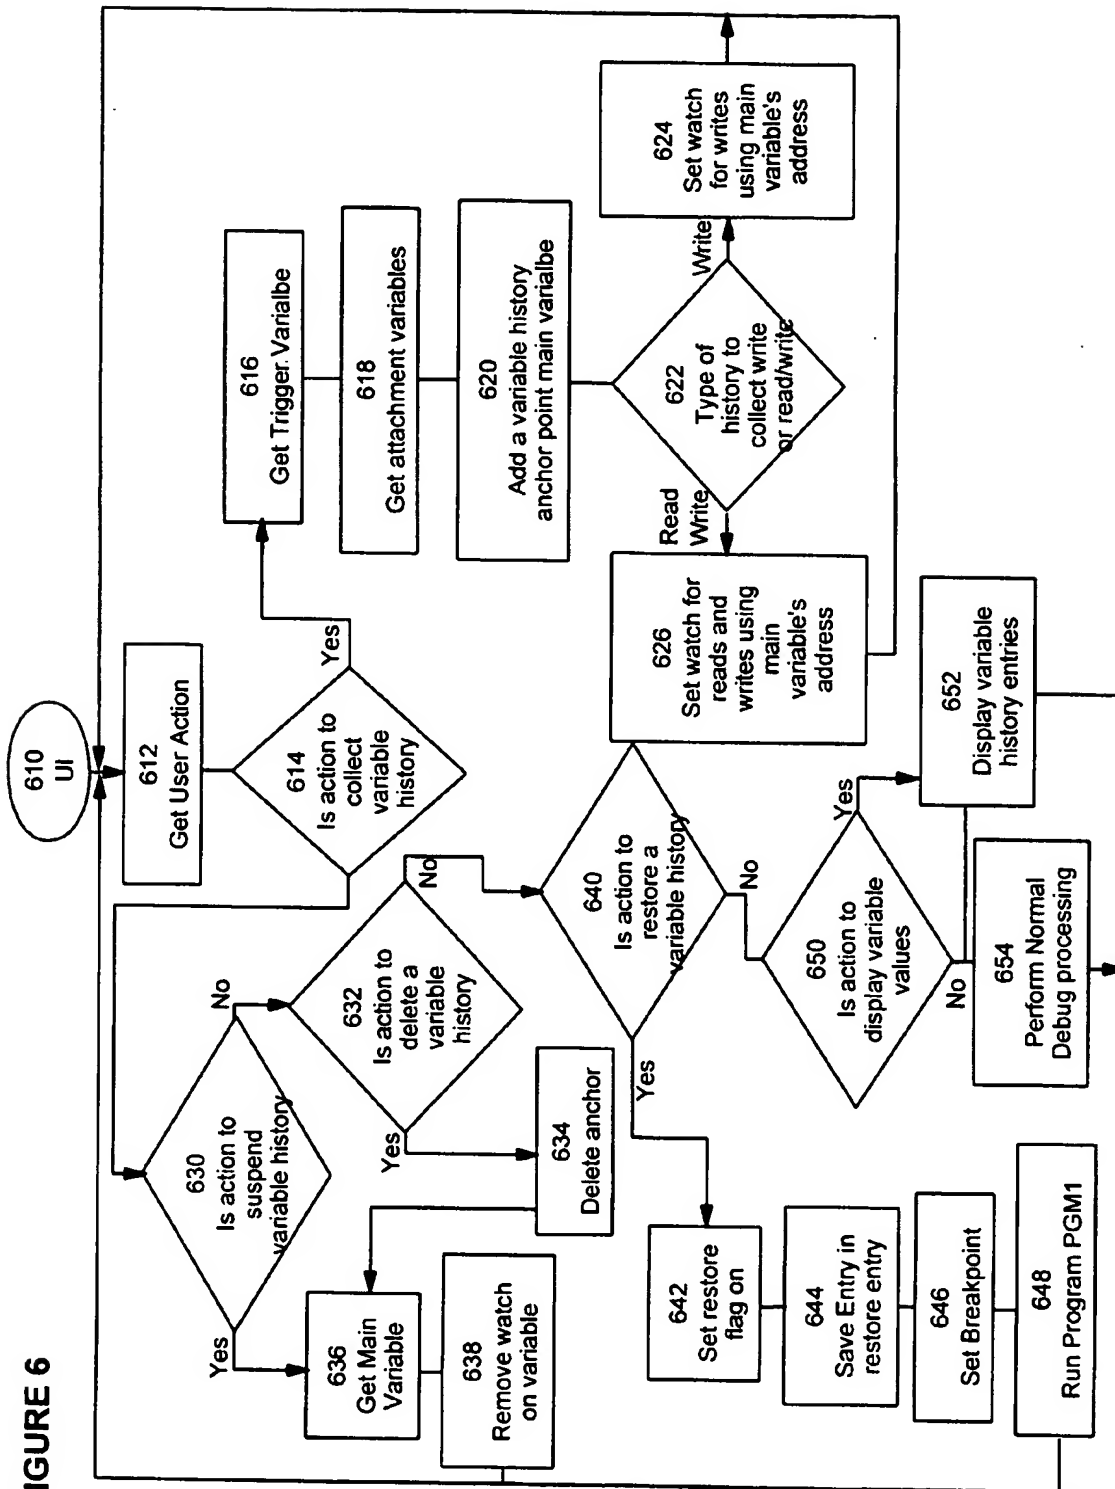 IGURE 6
610
UI
612
Get User Action
614
Is action to
collect
variable
history
Yes
616
Get Trigger. Varialbe
618
Get attachment variables
620
Add a variable history
anchor point main varialbe
622
Type of
history to
collect write
or read/write
Write
624
Set watch
for writes
using main
variable's
address
Read
Write
626
Set watch for
reads and
writes using
main
variable's
address
630
Is action to
suspend
variable history
No
Yes
632
Is action to
delete a
variable
history
No
Yes
634
Delete anchor
636
Get Main
Variable
638
Remove watch
on variable
640
Is action to
restore a
variable history
Yes
No
642
Set restore
flag on
644
Save Entry in
restore entry
646
Set Breakpoint
648
Run Program PGM1
650
Is action to
display variable
values
Yes
No
652
Display variable
history entries
654
Perform Normal
Debug processing